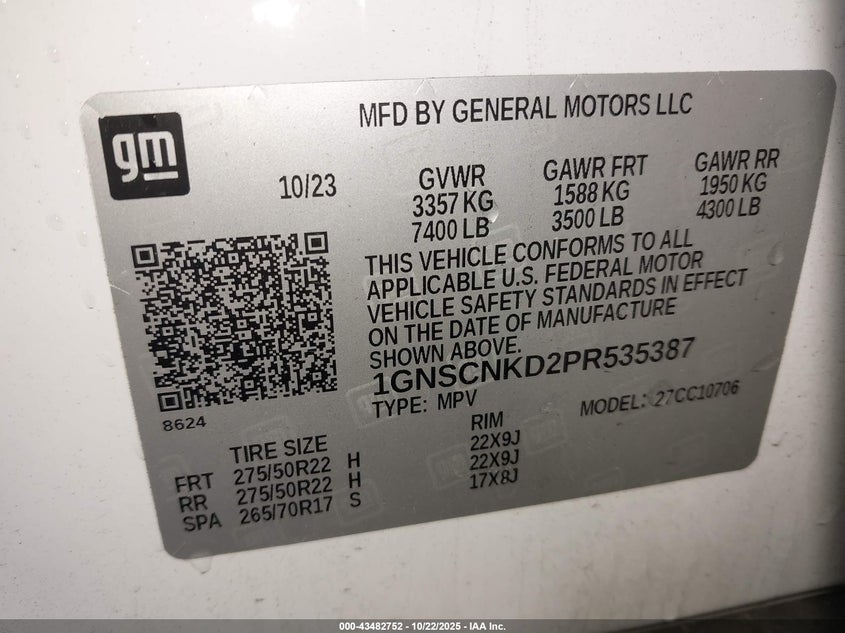 gm
MFD BY GENERAL MOTORS LLC
10/23
GVWR
3357 KG
7400 LB
GAWR FRT
1588 KG
3500 LB
GAWR RR
1950 KG
4300 LB
THIS VEHICLE CONFORMS TO ALL
APPLICABLE U.S. FEDERAL MOTOR
VEHICLE SAFETY STANDARDS IN EFFECT
ON THE DATE OF MANUFACTURE
SHOWN ABOVE.
1GNSCNKD2PR535387
TYPE: MPV
MODEL: 27CC10706
8624
TIRE SIZE
RIM
FRT 275/50R22 H 22X9J
RR 275/50R22 H 22X9J
SPA 265/70R17 S 17X8J
000-43482752 - 10/22/2025 - IAA Inc.